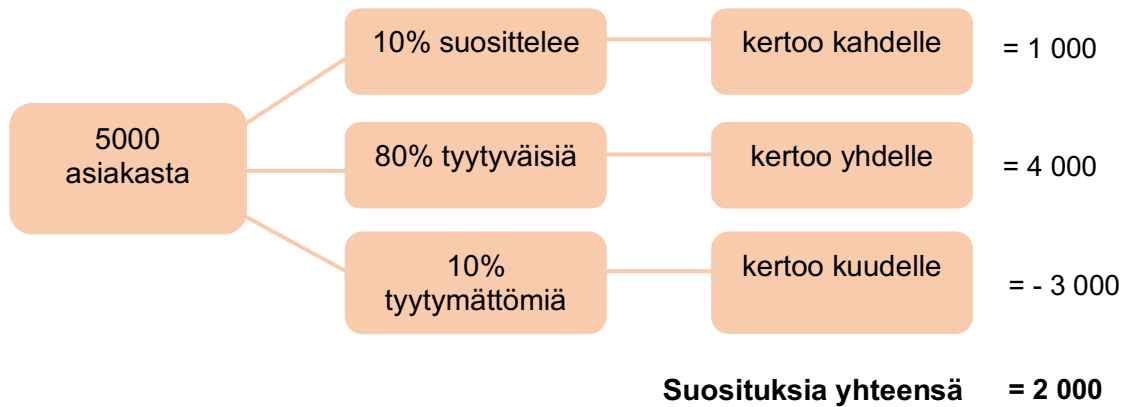 5000
asiakasta
10% suosittelee
kertoo kahdelle
= 1 000
80% tyytyväisiä
kertoo yhdelle
= 4 000
10%
tyytymättömiä
kertoo kuudelle
= - 3 000
Suosituksia yhteensä = 2 000